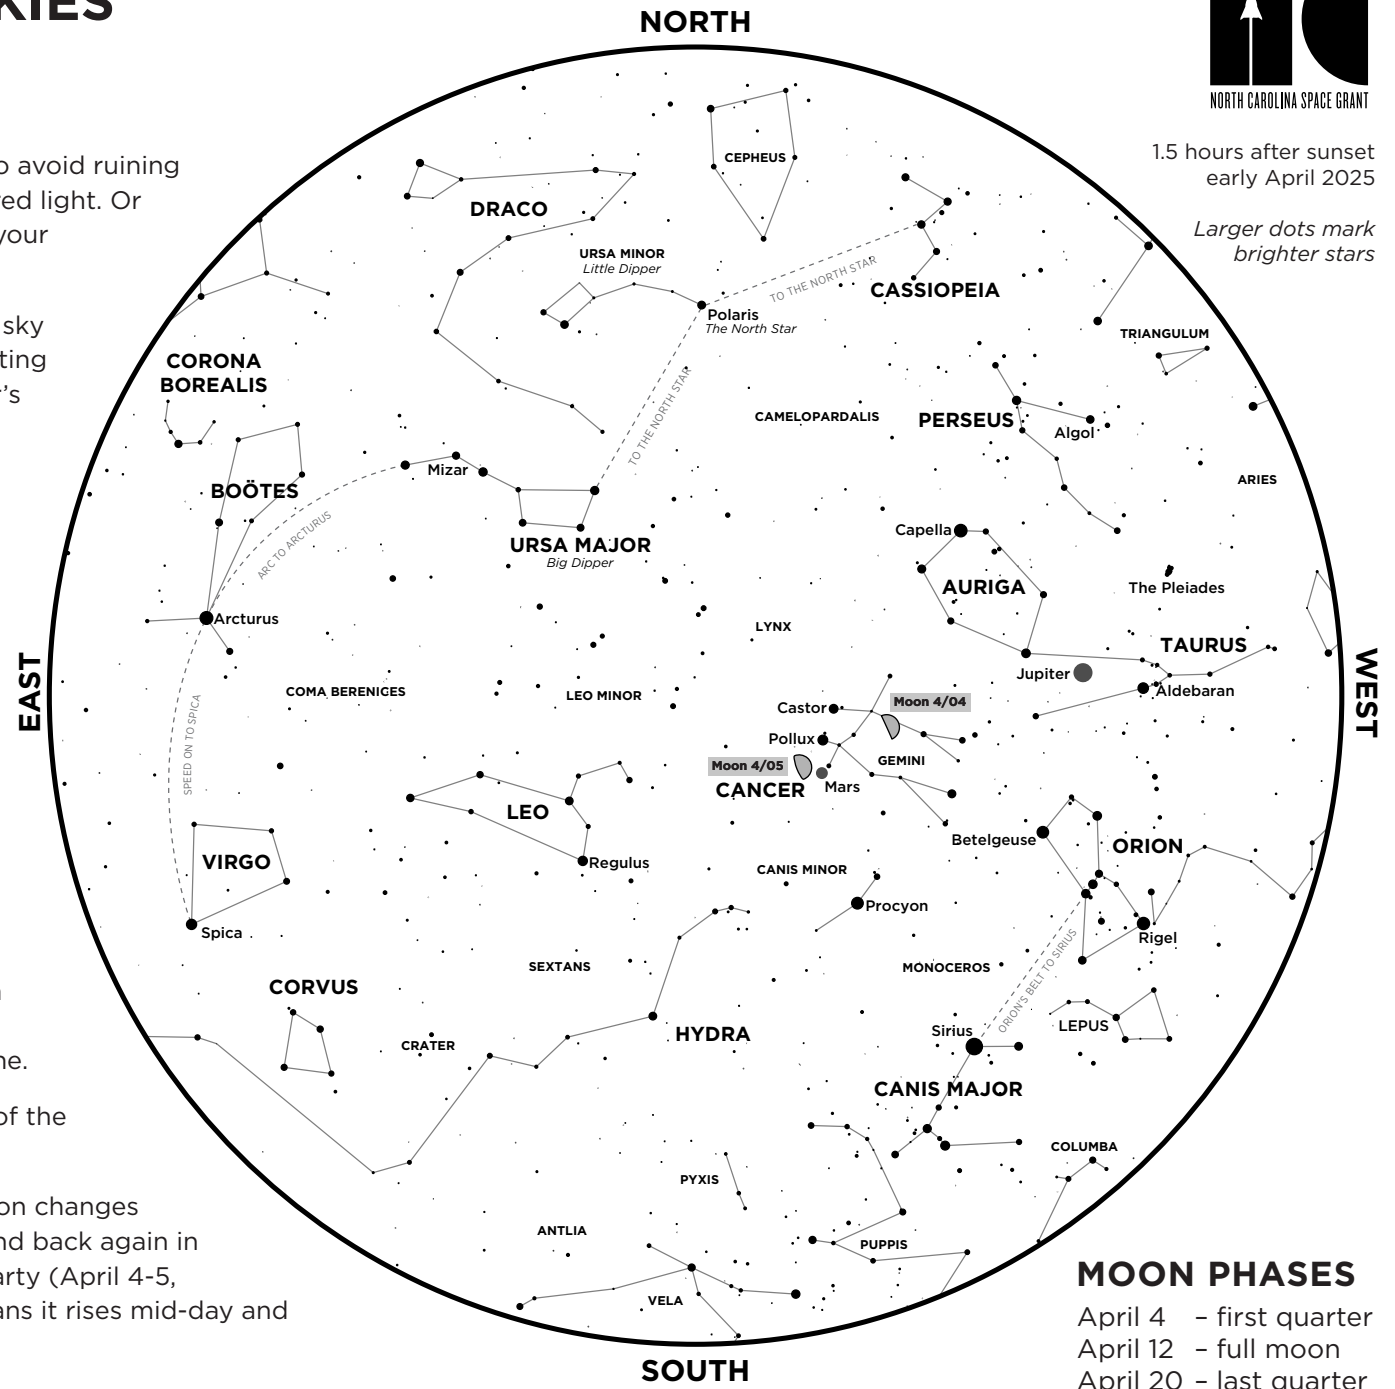 KIES
NORTH
NORTH CAROLINA SPACE GRANT
1.5 hours after sunset
early April 2025
Larger dots mark
brighter stars
o avoid ruining
ed light. Or
your
sky
ting
r's
ne.
of the
on changes
nd back again in
arty (April 4-5,
ans it rises mid-day and
CEPHEUS
DRACO
URSA MINOR
Little Dipper
TO THE NORTH STAR
CASSIOPEIA
Polaris
The North Star
TRIANGULUM
CORONA
BOREALIS
TO THE NORTH STAR
CAMELOPARDALIS
PERSEUS
Algol
Mizar
ARIES
BOÖTES
ARC TO ARCTURUS
Capella
URSA MAJOR
Big Dipper
AURIGA
The Pleiades
Arcturus
LYNX
TAURUS
EAST
WEST
Jupiter
Aldebaran
COMA BERENICES
LEO MINOR
Castor
Moon 4/04
SPEED ON TO SPICA
Pollux
Moon 4/05
GEMINI
CANCER
Mars
LEO
Betelgeuse
ORION
VIRGO
Regulus
CANIS MINOR
Procyon
Spica
Rigel
SEXTANS
MONOCEROS
ORION'S BELT TO SIRIUS
CORVUS
LEPUS
Sirius
HYDRA
CRATER
CANIS MAJOR
COLUMBA
PYXIS
ANTLIA
PUPPIS
VELA
SOUTH
MOON PHASES
April 4 – first quarter
April 12 – full moon
April 20 – last quarter